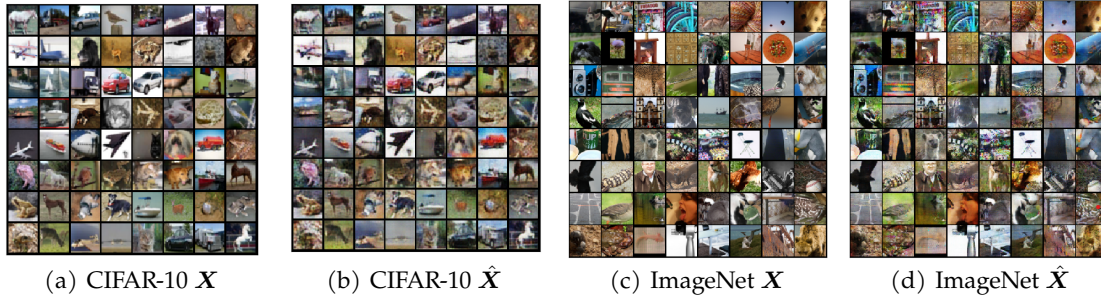 (a) CIFAR-10 X
(b) CIFAR-10 X̂
(c) ImageNet X
(d) ImageNet X̂